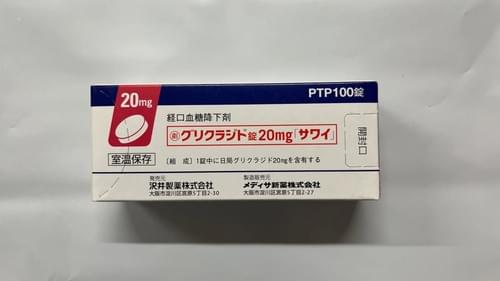 PTP100錠
20mg
経口血糖降下剤
劇 グリクラジド錠20mg「サワイ」
開封口
室温保存
〔組 成〕1錠中に日局グリクラジド20mgを含有する
発売元
沢井製薬株式会社
大阪市淀川区宮原5丁目2-30
製造販売元
メディサ新薬株式会社
大阪市淀川区宮原5丁目2-27